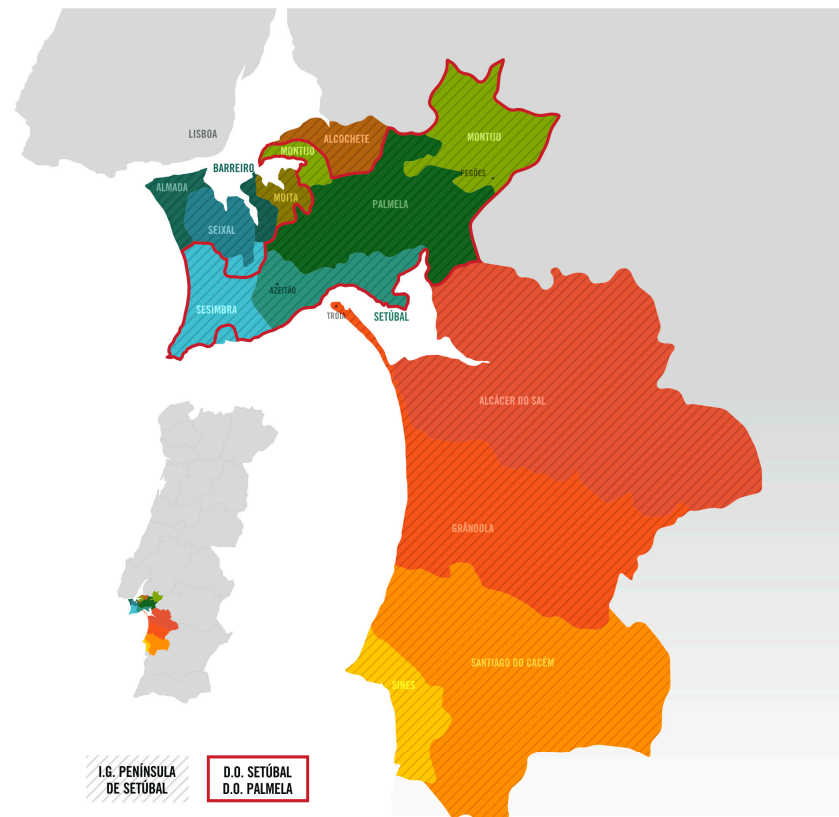 LISBOA
ALCOCHETE
MONTIJO
MONTIJO
BARREIRO
PEGÕES
ALMADA
MOITA
PALMELA
SEIXAL
AZEITÃO
SESIMBRA
TRÓIA
SETÚBAL
ALCÁCER DO SAL
GRÂNDOLA
SANTIAGO DO CACÉM
SINES
I.G. PENÍNSULA
DE SETÚBAL
D.O. SETÚBAL
D.O. PALMELA